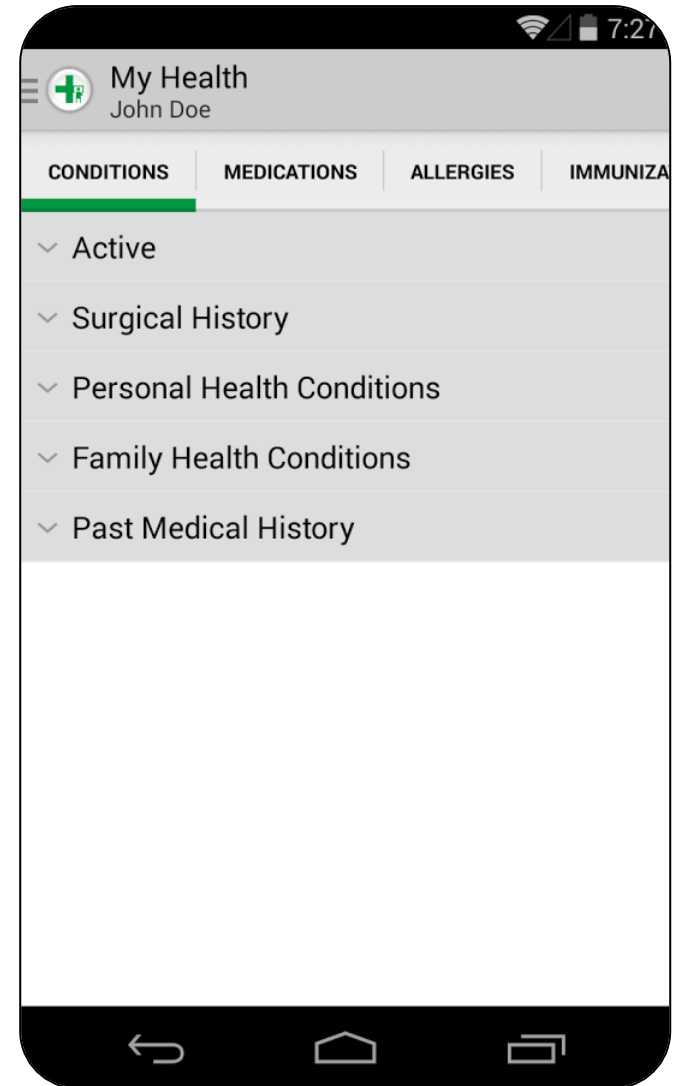 7:27
My Health
John Doe
CONDITIONS MEDICATIONS ALLERGIES IMMUNIZA
Active
Surgical History
Personal Health Conditions
Family Health Conditions
Past Medical History